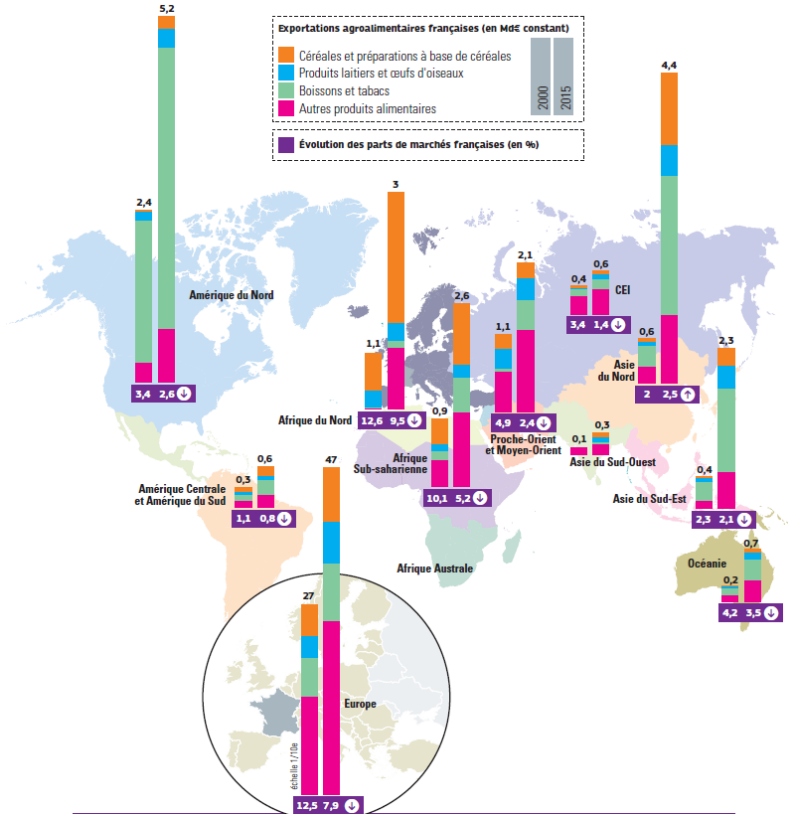 Exportations agroalimentaires françaises (en Md€ constant)
Céréales et préparations à base de céréales
Produits laitiers et œufs d'oiseaux
Boissons et tabacs
Autres produits alimentaires
2000
2015
Évolution des parts de marchés françaises (en %)
5,2
2,4
Amérique du Nord
3,4 2,6
3
1,1
Afrique du Nord
12,6 9,5
2,6
0,9
Afrique
Sub-saharienne
10,1 5,2
2,1
1,1
4,9 2,4
Proche-Orient
et Moyen-Orient
0,4
0,6
CEI
3,4 1,4
4,4
0,6
Asie
du Nord
2 2,5
0,1
0,3
Asie du Sud-Ouest
2,3
0,4
Asie du Sud-Est
2,3 2,1
0,3
0,6
Amérique Centrale
et Amérique du Sud
1,1 0,8
Afrique Australe
Océanie
0,7
0,2
4,2 3,5
47
27
Europe
échelle 1/10e
12,5 7,9